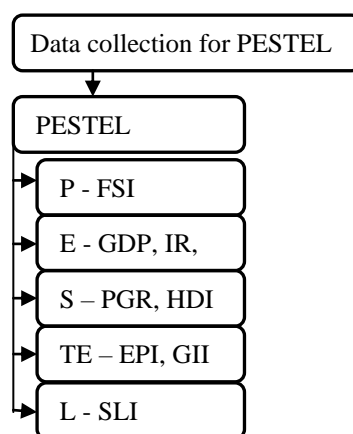 Data collection for PESTEL
PESTEL
P - FSI
E - GDP, IR,
S – PGR, HDI
TE – EPI, GII
L - SLI